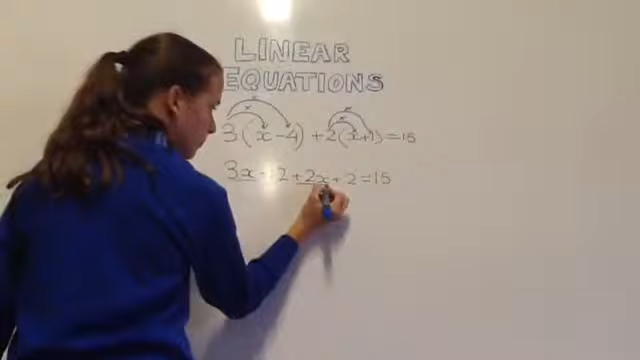 LINEAR
EQUATIONS
3(x-4)+2(x+1)=15
3x-12+2x+2=15